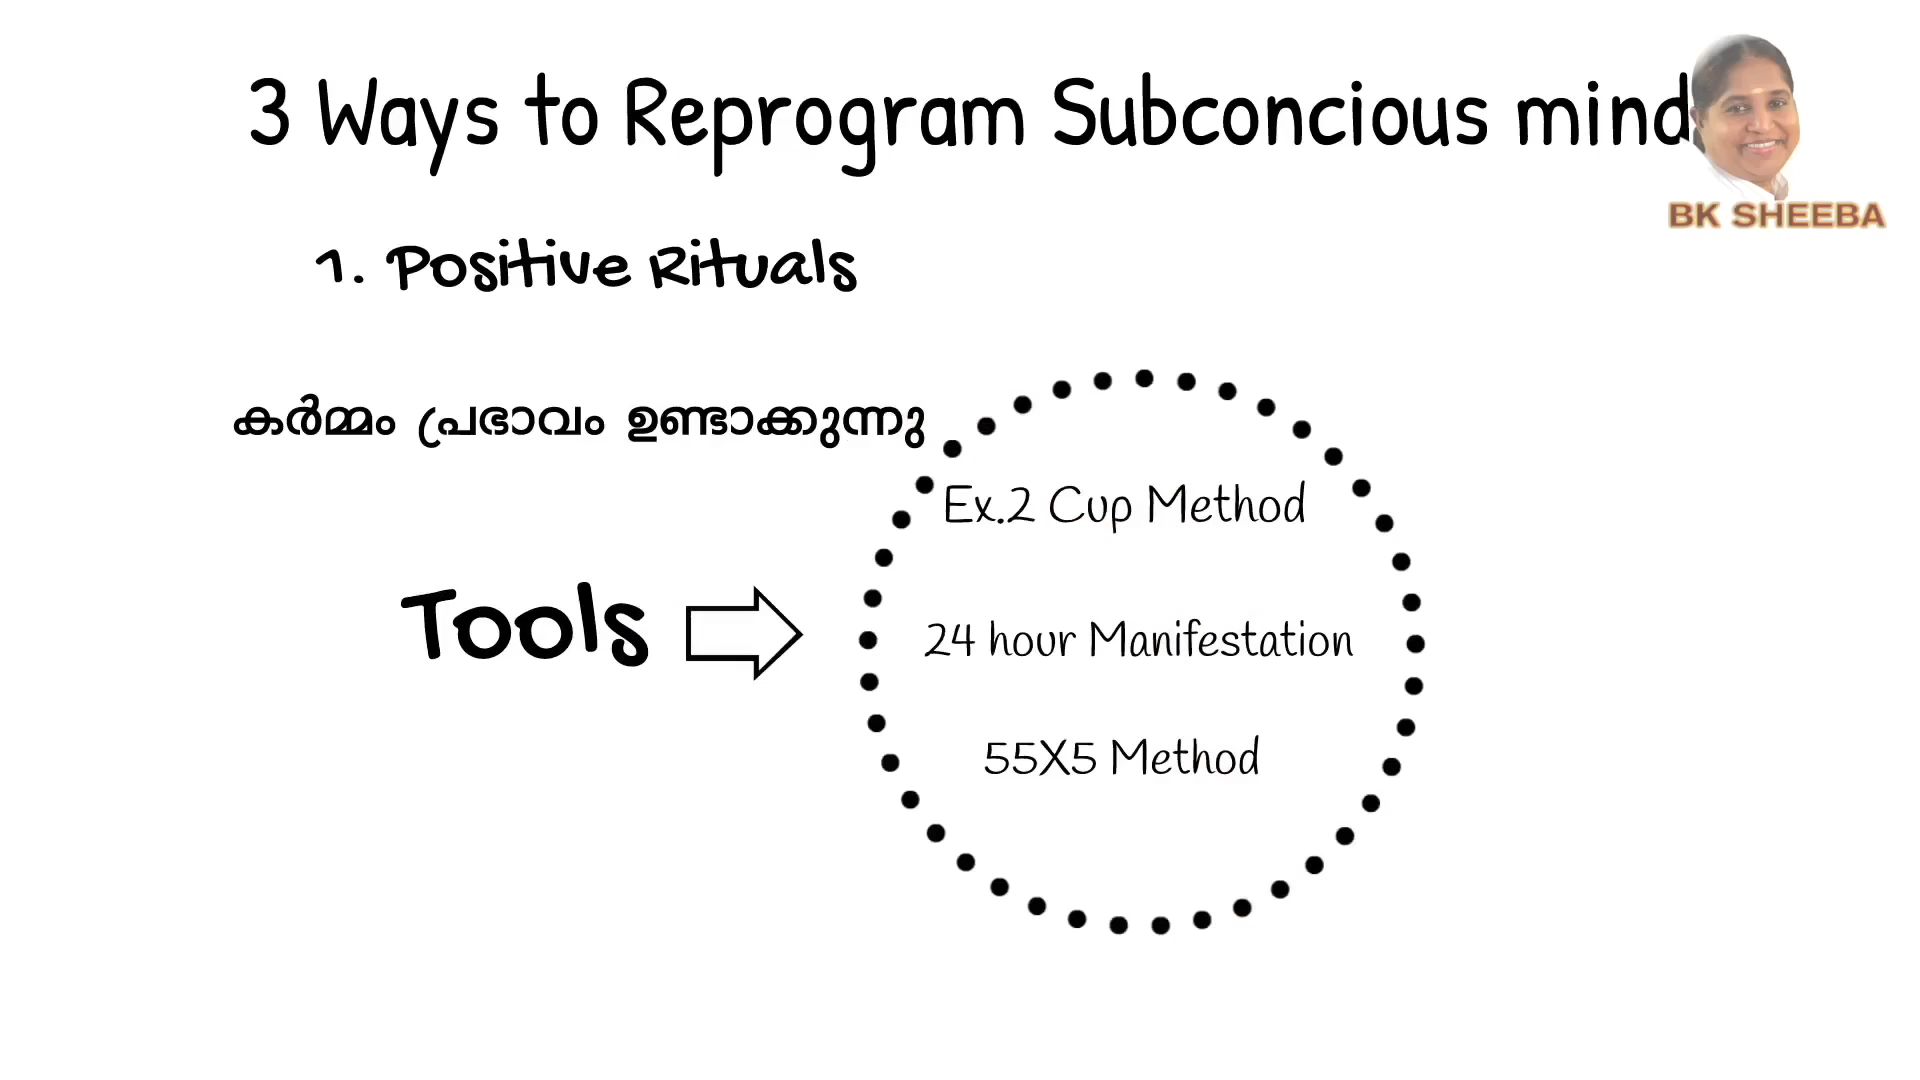 3 Ways to Reprogram Subconcious mind
BK SHEEBA
1. Positive Rituals
കർമ്മം പ്രഭാവം ഉണ്ടാക്കുന്നു
Ex.2 Cup Method
Tools
24 hour Manifestation
55X5 Method